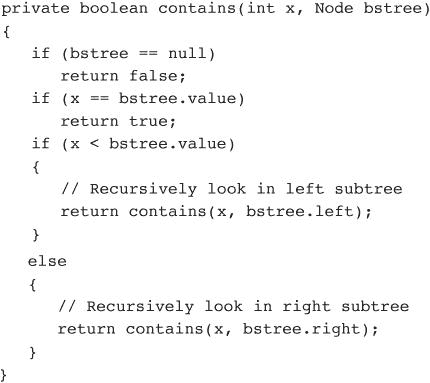 private boolean contains(int x, Node bstree)
{
if (bstree == null)
return false;
if (x == bstree.value)
return true;
if (x < bstree.value)
{
// Recursively look in left subtree
return contains(x, bstree.left);
}
else
{
// Recursively look in right subtree
return contains(x, bstree.right);
}
}